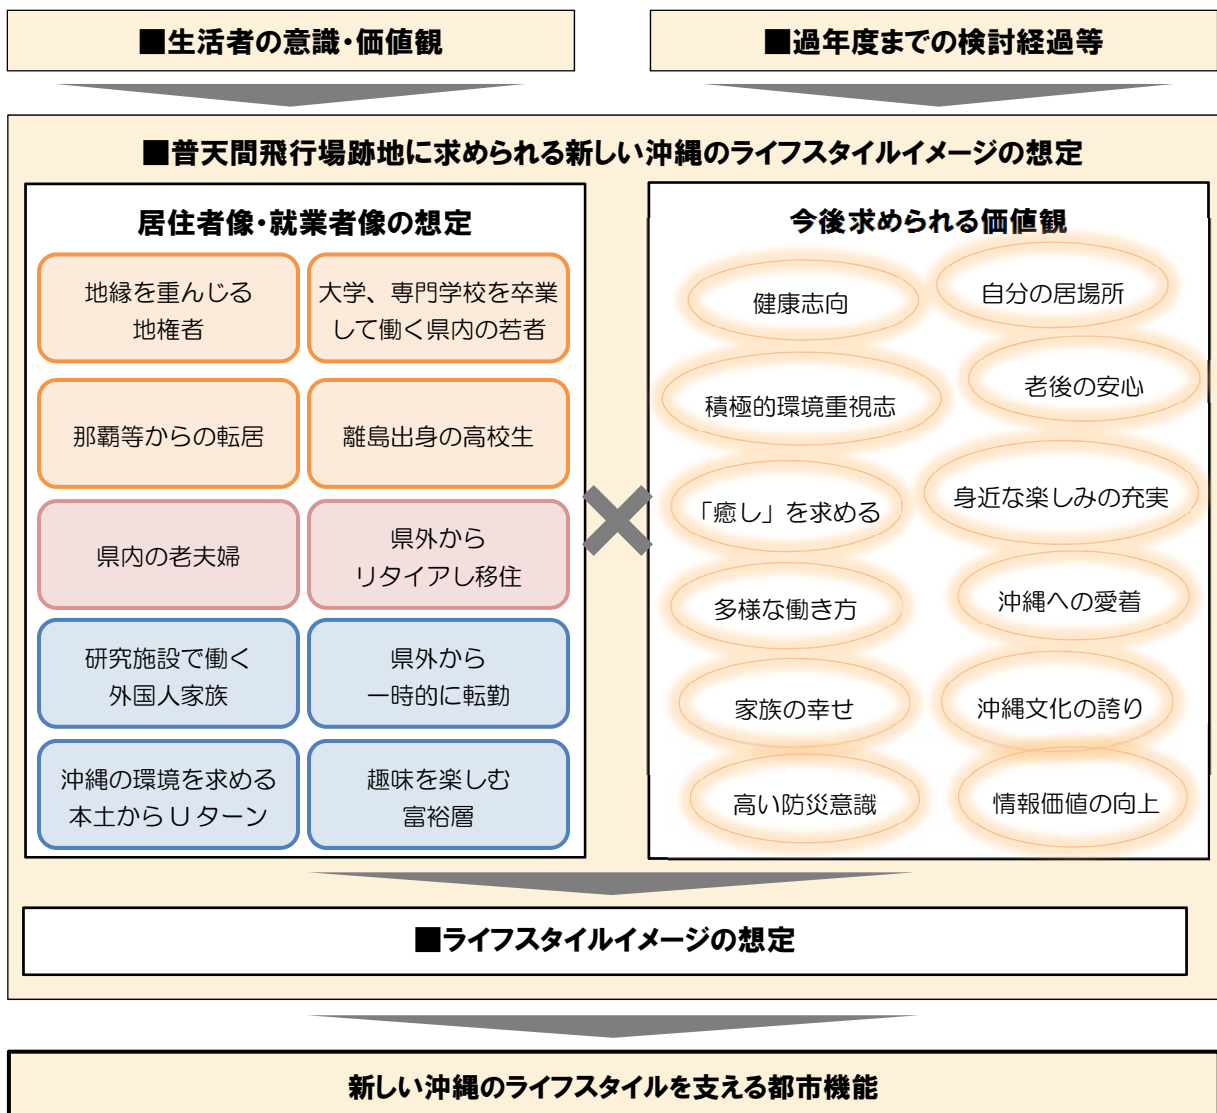 ■生活者の意識・価値観
■過年度までの検討経過等
■普天間飛行場跡地に求められる新しい沖縄のライフスタイルイメージの想定
居住者像・就業者像の想定
地縁を重んじる
地権者
大学、専門学校を卒業
して働く県内の若者
那覇等からの転居
離島出身の高校生
県内の老夫婦
県外から
リタイアし移住
研究施設で働く
外国人家族
県外から
一時的に転勤
沖縄の環境を求める
本土からＵターン
趣味を楽しむ
富裕層
今後求められる価値観
健康志向
自分の居場所
積極的環境重視志
老後の安心
「癒し」を求める
身近な楽しみの充実
多様な働き方
沖縄への愛着
家族の幸せ
沖縄文化の誇り
高い防災意識
情報価値の向上
■ライフスタイルイメージの想定
新しい沖縄のライフスタイルを支える都市機能